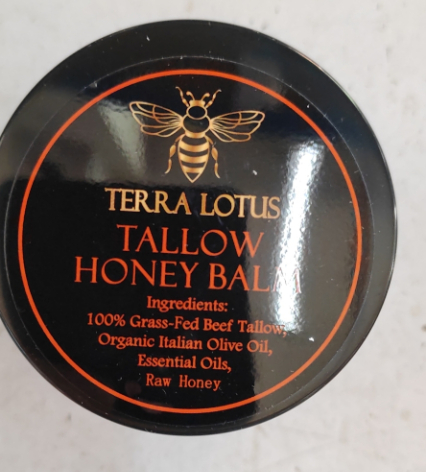 TERRA LOTUS
TALLOW
HONEY BALM
Ingredients:
100% Grass-Fed Beef Tallow,
Organic Italian Olive Oil,
Essential Oils,
Raw Honey